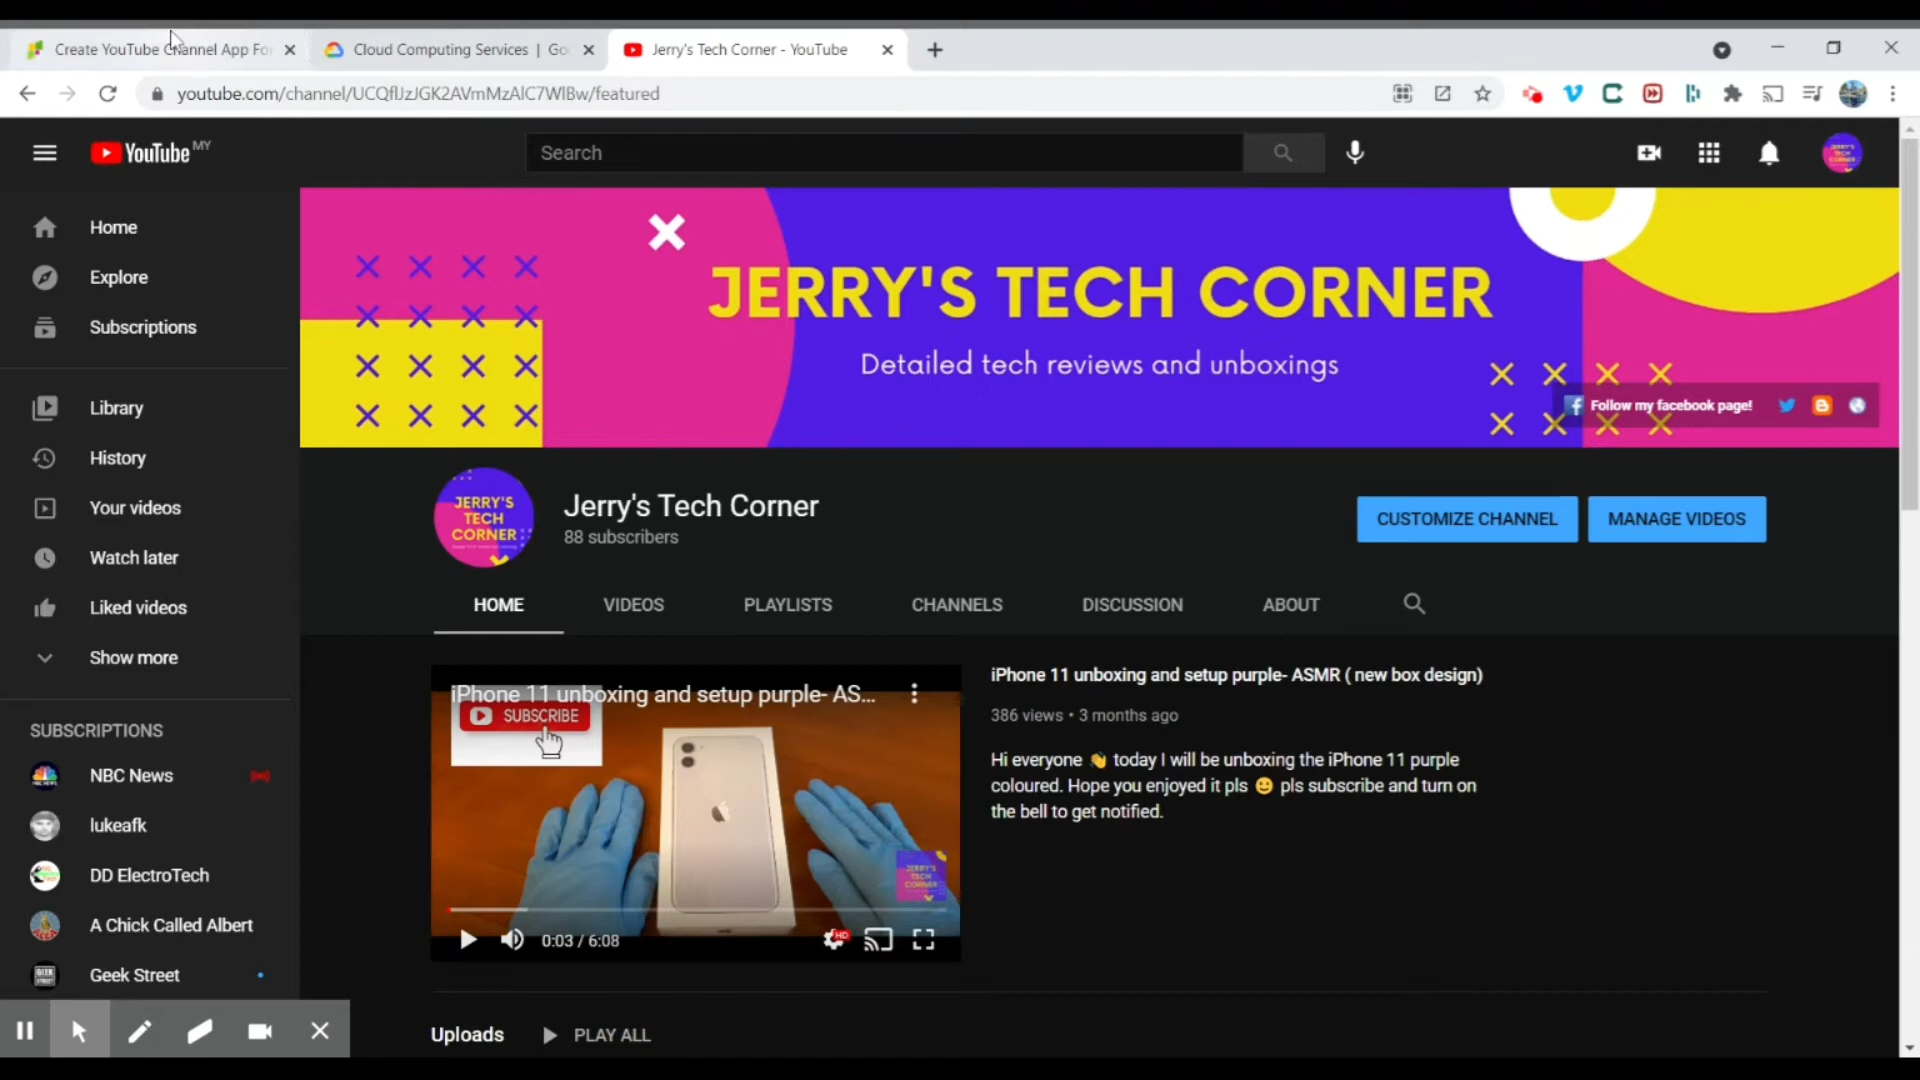 Create YouTube Channel App Fo
Cloud Computing Services | Go
Jerry's Tech Corner - YouTube
youtube.com/channel/UCQflJzJGK2AVmMzAlC7WlBw/featured
YouTube MY
Search
Home
Explore
Subscriptions
Library
History
Your videos
Watch later
Liked videos
Show more
SUBSCRIPTIONS
NBC News
lukeafk
DD ElectroTech
A Chick Called Albert
Geek Street
JERRY'S TECH CORNER
Detailed tech reviews and unboxings
Follow my facebook page!
JERRY'S
TECH
CORNER
Jerry's Tech Corner
88 subscribers
CUSTOMIZE CHANNEL
MANAGE VIDEOS
HOME
VIDEOS
PLAYLISTS
CHANNELS
DISCUSSION
ABOUT
iPhone 11 unboxing and setup purple- AS...
SUBSCRIBE
JERRY'S
TECH
CORNER
0:03 / 6:08
HD
iPhone 11 unboxing and setup purple- ASMR ( new box design)
386 views • 3 months ago
Hi everyone 👋 today I will be unboxing the iPhone 11 purple
coloured. Hope you enjoyed it pls 😃 pls subscribe and turn on
the bell to get notified.
Uploads
PLAY ALL